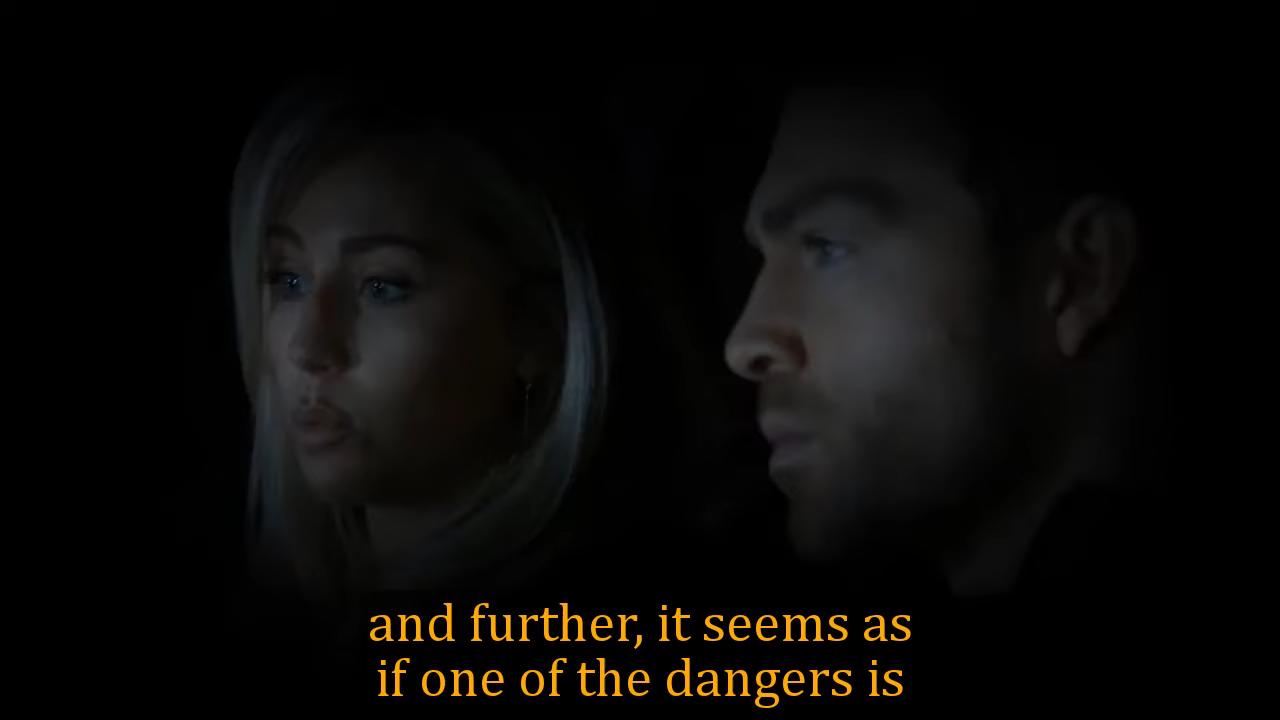 and further, it seems as
if one of the dangers is